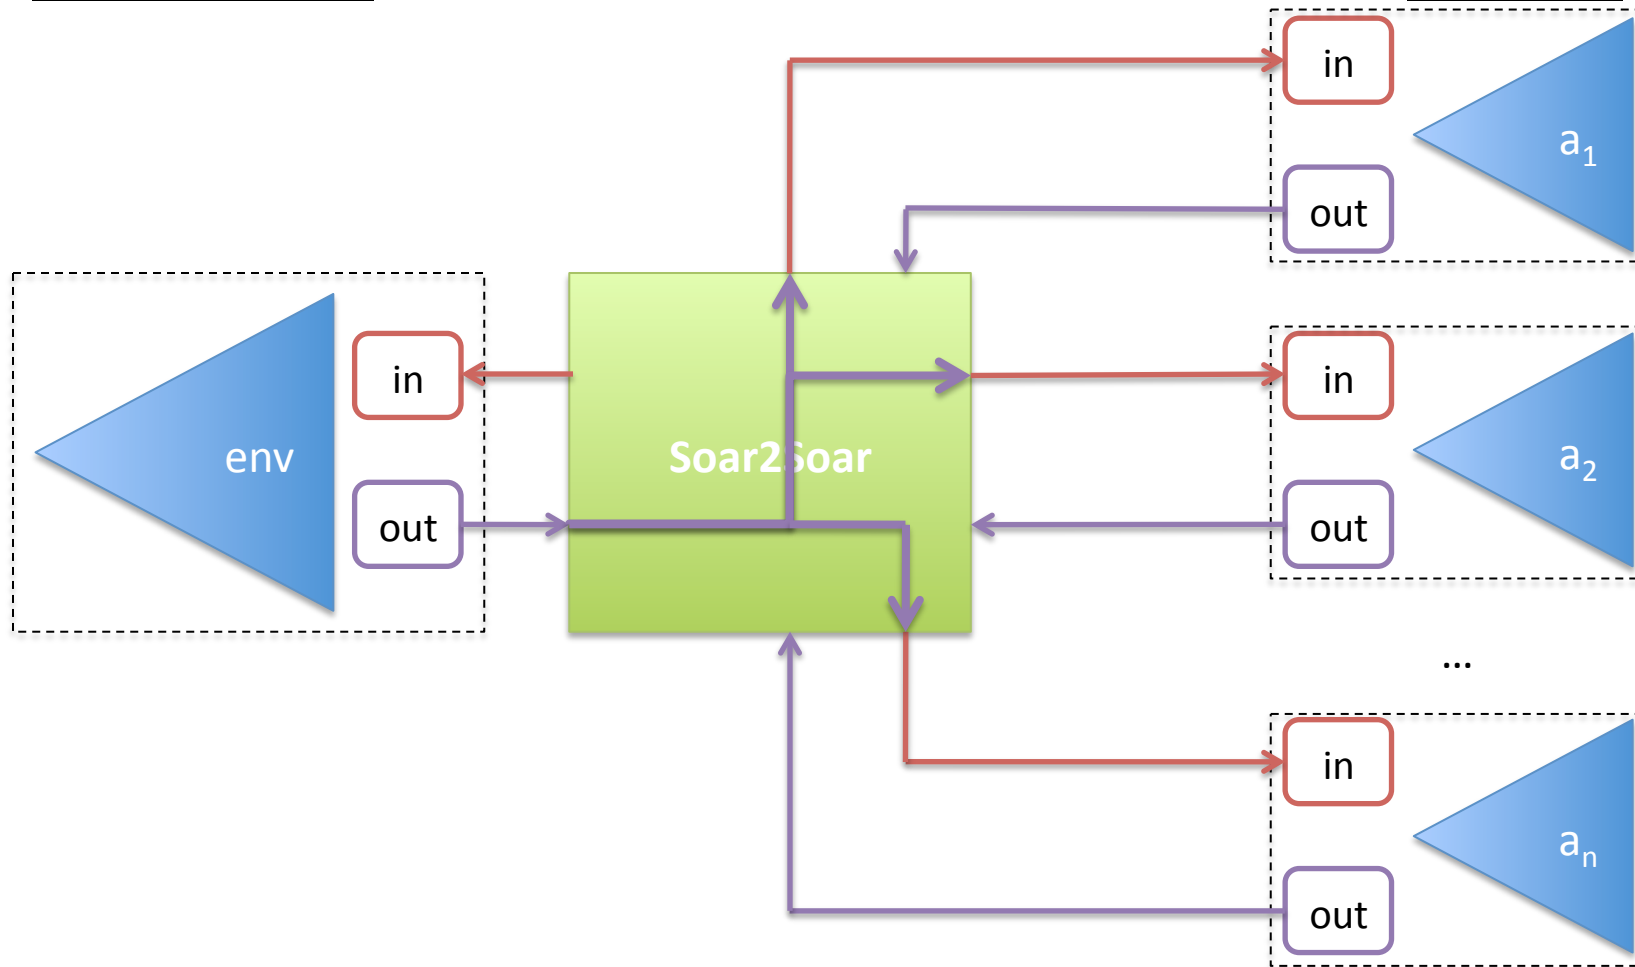 in
a1
out
in
env
out
Soar2Soar
in
a2
out
...
in
an
out